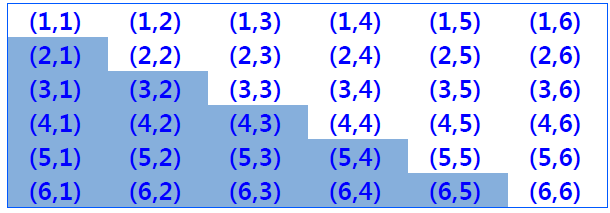 (1,1) (1,2) (1,3) (1,4) (1,5) (1,6)
(2,1) (2,2) (2,3) (2,4) (2,5) (2,6)
(3,1) (3,2) (3,3) (3,4) (3,5) (3,6)
(4,1) (4,2) (4,3) (4,4) (4,5) (4,6)
(5,1) (5,2) (5,3) (5,4) (5,5) (5,6)
(6,1) (6,2) (6,3) (6,4) (6,5) (6,6)